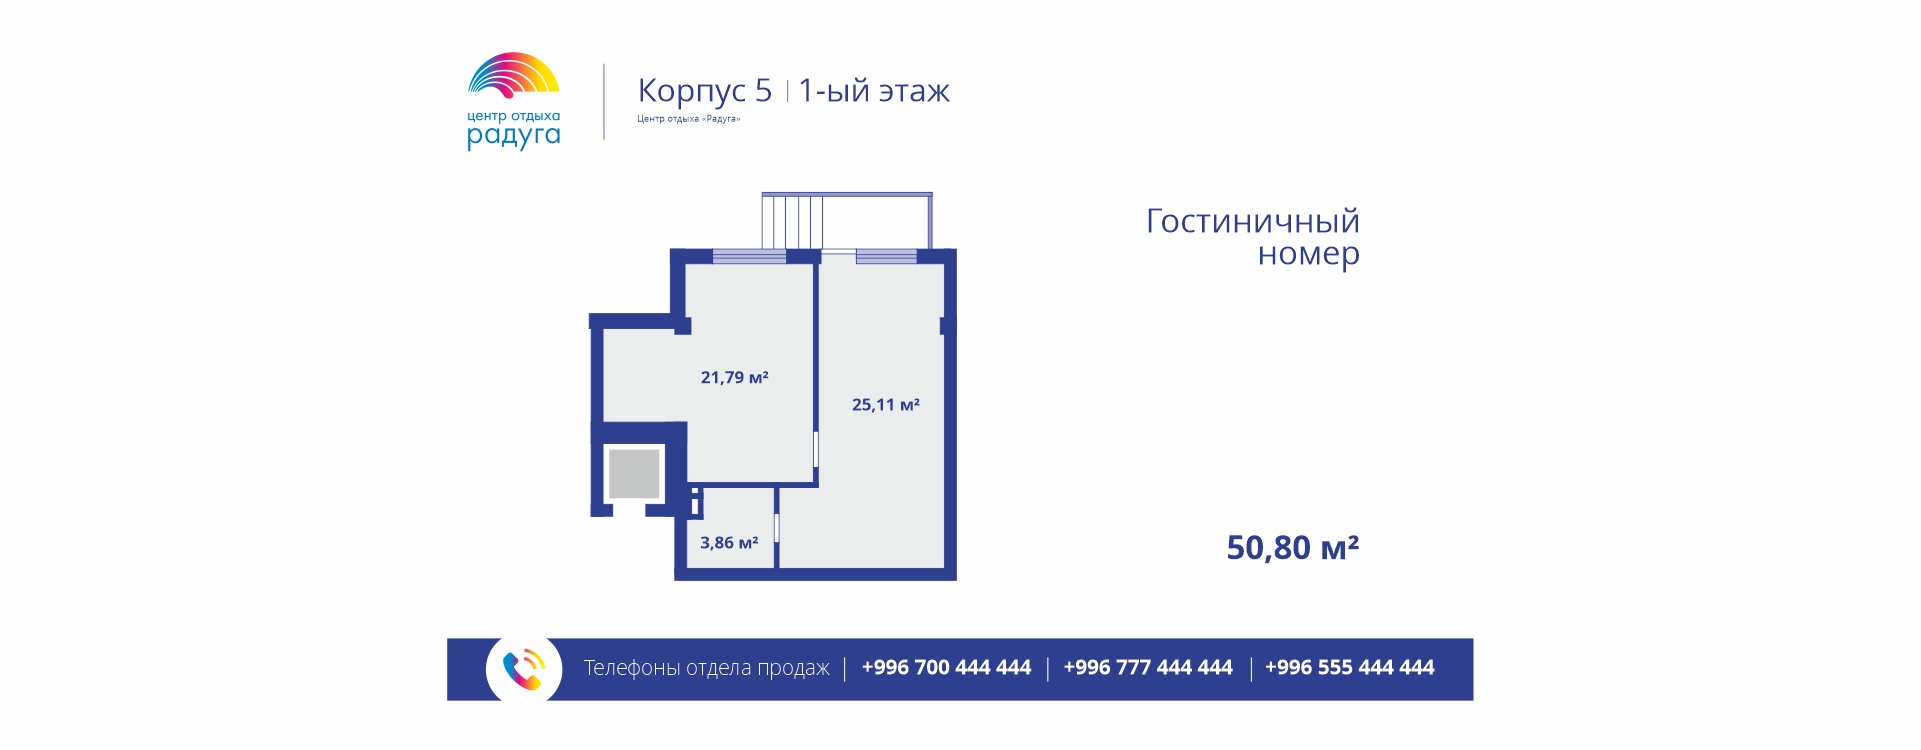 центр отдыха
радуга
Корпус 5 | 1-ый этаж
Центр отдыха «Радуга»
Гостиничный
номер
21,79 м²
25,11 м²
3,86 м²
50,80 м²
Телефоны отдела продаж | +996 700 444 444 | +996 777 444 444 | +996 555 444 444